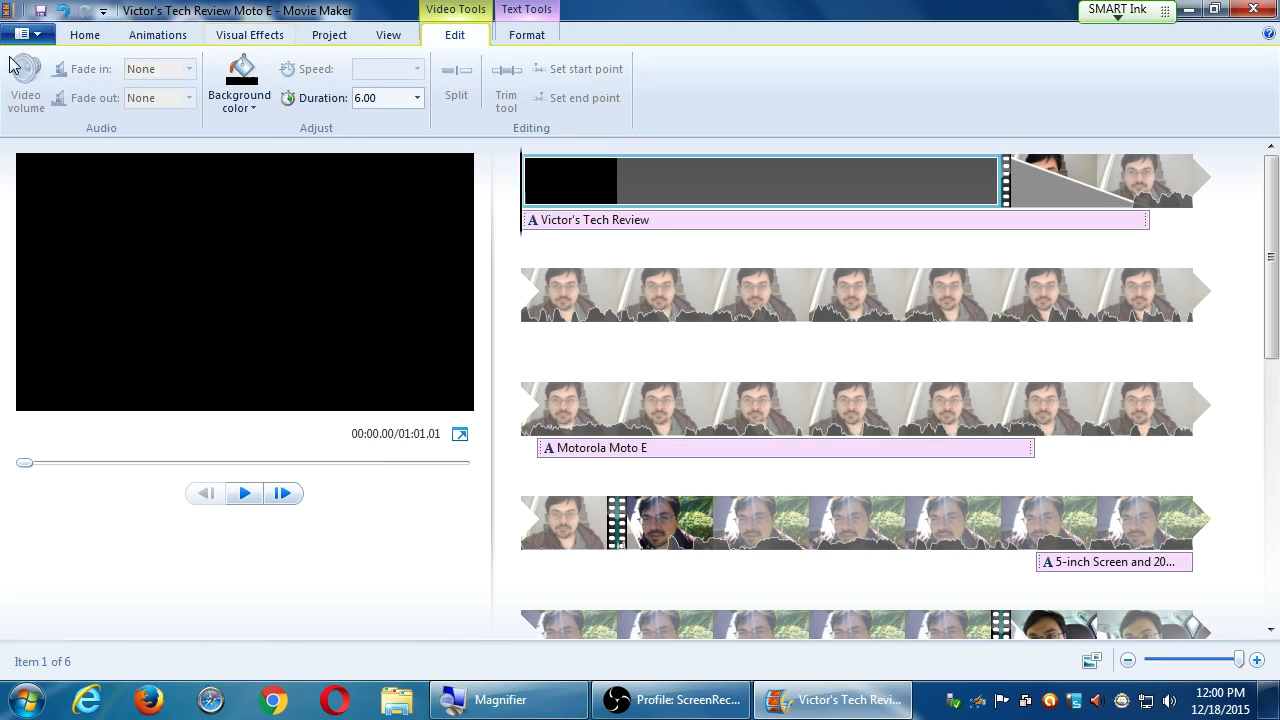 Victor's Tech Review Moto E - Movie Maker
Video Tools
Text Tools
SMART Ink
Home
Animations
Visual Effects
Project
View
Edit
Format
Video volume
Fade in:
None
Fade out:
None
Audio
Background color
Speed:
Duration:
6.00
Adjust
Split
Trim tool
Set start point
Set end point
Editing
A Victor's Tech Review
00:00.00/01:01.01
A Motorola Moto E
A 5-inch Screen and 20...
Item 1 of 6
Magnifier
Profile: ScreenRec...
Victor's Tech Revi...
12:00 PM
12/18/2015